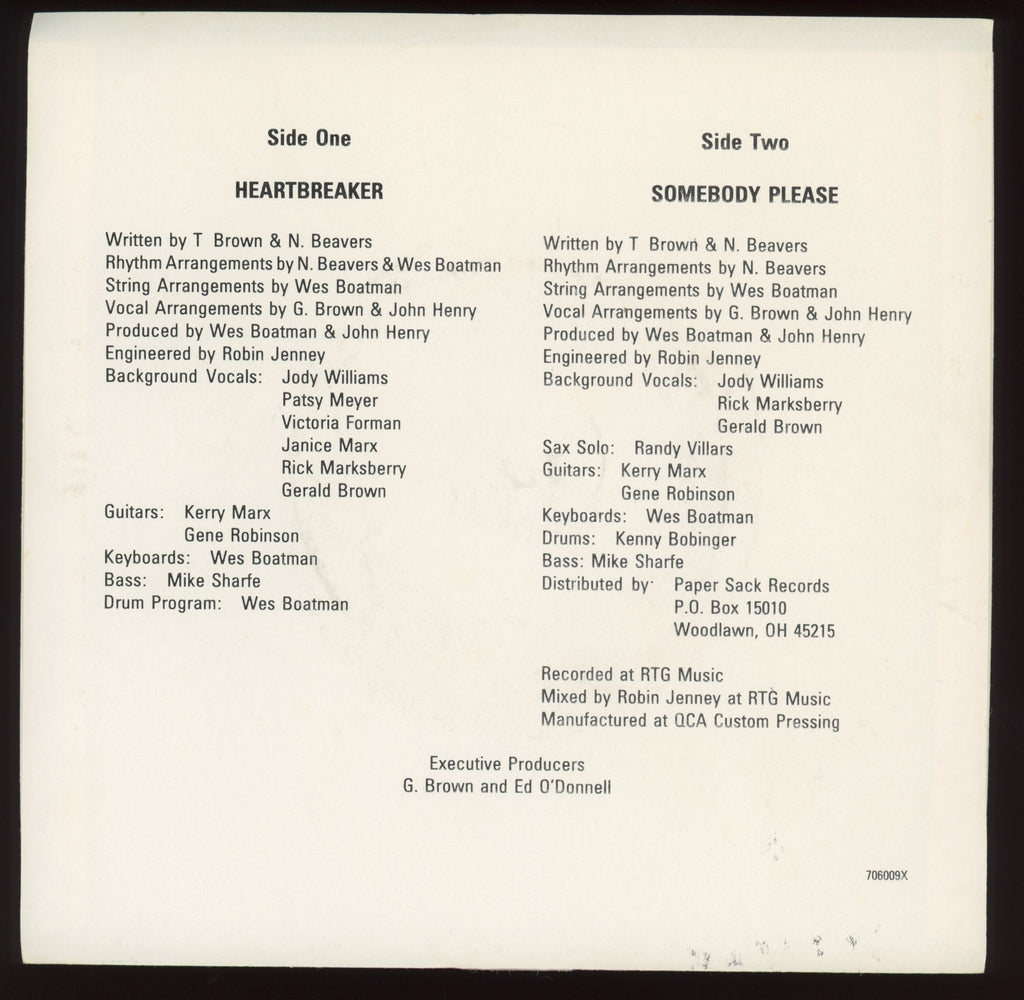 Side One
HEARTBREAKER
Written by T Brown & N. Beavers
Rhythm Arrangements by N. Beavers & Wes Boatman
String Arrangements by Wes Boatman
Vocal Arrangements by G. Brown & John Henry
Produced by Wes Boatman & John Henry
Engineered by Robin Jenney
Background Vocals: Jody Williams
Patsy Meyer
Victoria Forman
Janice Marx
Rick Marksberry
Gerald Brown
Guitars: Kerry Marx
Gene Robinson
Keyboards: Wes Boatman
Bass: Mike Sharfe
Drum Program: Wes Boatman
Side Two
SOMEBODY PLEASE
Written by T Brown & N. Beavers
Rhythm Arrangements by N. Beavers
String Arrangements by Wes Boatman
Vocal Arrangements by G. Brown & John Henry
Produced by Wes Boatman & John Henry
Engineered by Robin Jenney
Background Vocals: Jody Williams
Rick Marksberry
Gerald Brown
Sax Solo: Randy Villars
Guitars: Kerry Marx
Gene Robinson
Keyboards: Wes Boatman
Drums: Kenny Bobinger
Bass: Mike Sharfe
Distributed by: Paper Sack Records
P.O. Box 15010
Woodlawn, OH 45215
Recorded at RTG Music
Mixed by Robin Jenney at RTG Music
Manufactured at QCA Custom Pressing
Executive Producers
G. Brown and Ed O'Donnell
706009X